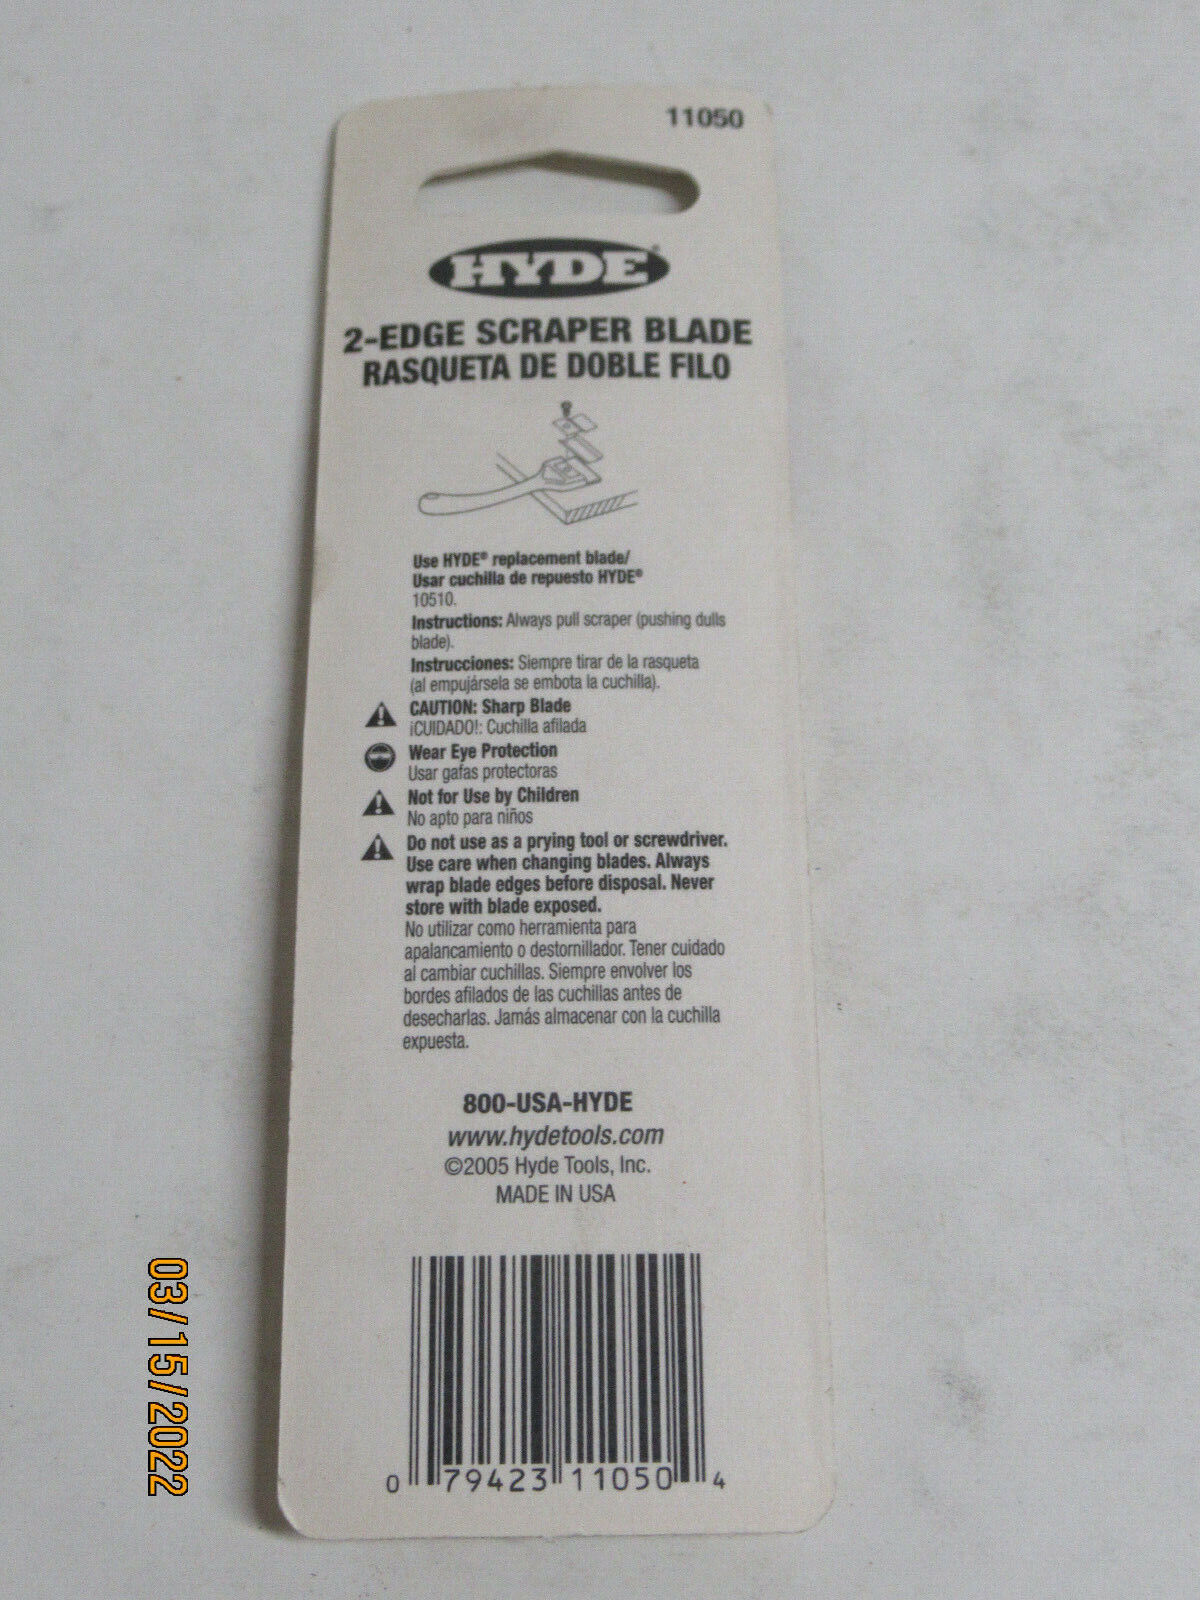 11050
HYDE®
2-EDGE SCRAPER BLADE
RASQUETA DE DOBLE FILO
Use HYDE® replacement blade/
Usar cuchilla de repuesto HYDE®
10510.
Instructions: Always pull scraper (pushing dulls
blade).
Instrucciones: Siempre tirar de la rasqueta
(al empujársela se embota la cuchilla).
CAUTION: Sharp Blade
¡CUIDADO!: Cuchilla afilada
Wear Eye Protection
Usar gafas protectoras
Not for Use by Children
No apto para niños
Do not use as a prying tool or screwdriver.
Use care when changing blades. Always
wrap blade edges before disposal. Never
store with blade exposed.
No utilizar como herramienta para
apalancamiento o destornillador. Tener cuidado
al cambiar cuchillas. Siempre envolver los
bordes afilados de las cuchillas antes de
desecharlas. Jamás almacenar con la cuchilla
expuesta.
800-USA-HYDE
www.hydetools.com
©2005 Hyde Tools, Inc.
MADE IN USA
0 79423 11050 4
03/15/2022